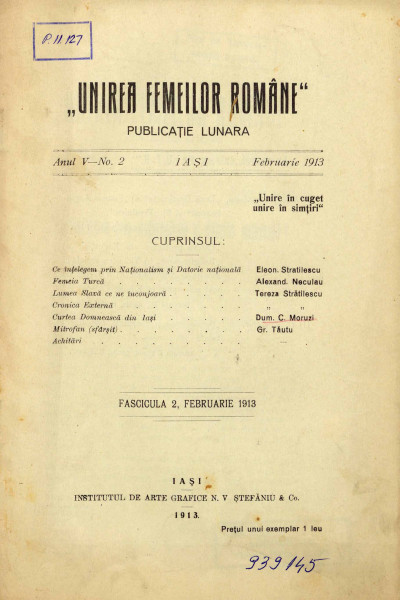 P.II.127
„UNIREA FEMEILOR ROMÂNE“
PUBLICAȚIE LUNARA
Anul V—No. 2 IAȘI Februarie 1913
„Unire în cuget
unire în simțiri“
CUPRINSUL:
Ce înțelegem prin Naționalism și Datorie națională Eleon. Stratilescu
Femeia Turcă . . . . . . . . Alexand. Neculau
Lumea Slavă ce ne înconjoară . . . . . Tereza Strătilescu
Cronica Externă . . . . . . . „ „
Curtea Domnească din Iași . . . . . Dum. C. Moruzi
Mitrofan (sfârșit) . . . . . . . Gr. Tăutu
Achitări . . . . . . . . —
FASCICULA 2, FEBRUARIE 1913
IAȘI
INSTITUTUL DE ARTE GRAFICE N. V ȘTEFĂNIU & Co.
1913.
Prețul unui exemplar 1 leu
939145